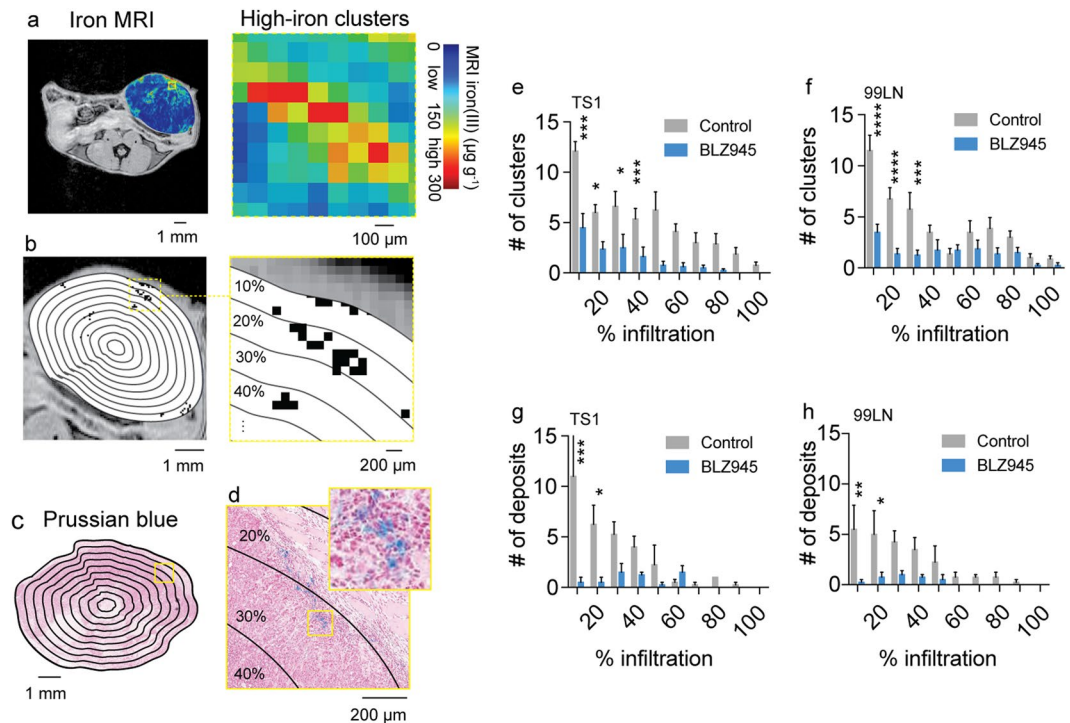 a
Iron MRI
High-iron clusters
0
low
150
high
300
MRI iron(III) (µg g⁻¹)
1 mm
100 µm
b
10%
20%
30%
40%
...
1 mm
200 µm
c
Prussian blue
1 mm
d
20%
30%
40%
200 µm
e
TS1
15
10
5
0
# of clusters
***
*
*
***
Control
BLZ945
20
40
60
80
100
% infiltration
f
99LN
15
10
5
0
# of clusters
****
****
***
Control
BLZ945
20
40
60
80
100
% infiltration
g
TS1
15
10
5
0
# of deposits
***
*
Control
BLZ945
20
40
60
80
100
% infiltration
h
99LN
15
10
5
0
# of deposits
**
*
Control
BLZ945
20
40
60
80
100
% infiltration